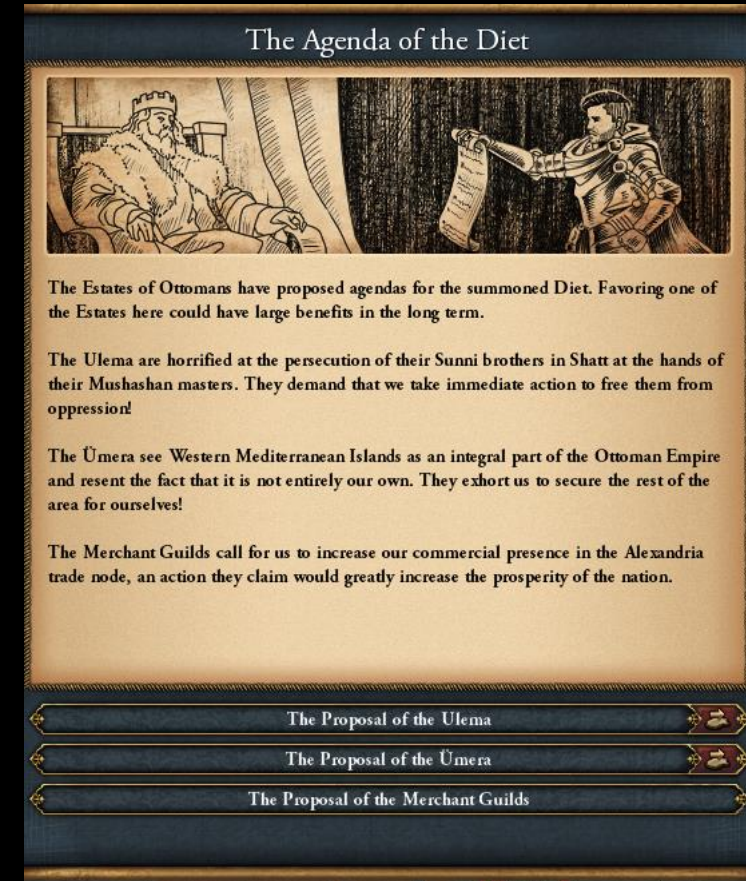 The Agenda of the Diet
The Estates of Ottomans have proposed agendas for the summoned Diet. Favoring one of
the Estates here could have large benefits in the long term.
The Ulema are horrified at the persecution of their Sunni brothers in Shatt at the hands of
their Mushashan masters. They demand that we take immediate action to free them from
oppression!
The Ümera see Western Mediterranean Islands as an integral part of the Ottoman Empire
and resent the fact that it is not entirely our own. They exhort us to secure the rest of the
area for ourselves!
The Merchant Guilds call for us to increase our commercial presence in the Alexandria
trade node, an action they claim would greatly increase the prosperity of the nation.
The Proposal of the Ulema
The Proposal of the Ümera
The Proposal of the Merchant Guilds